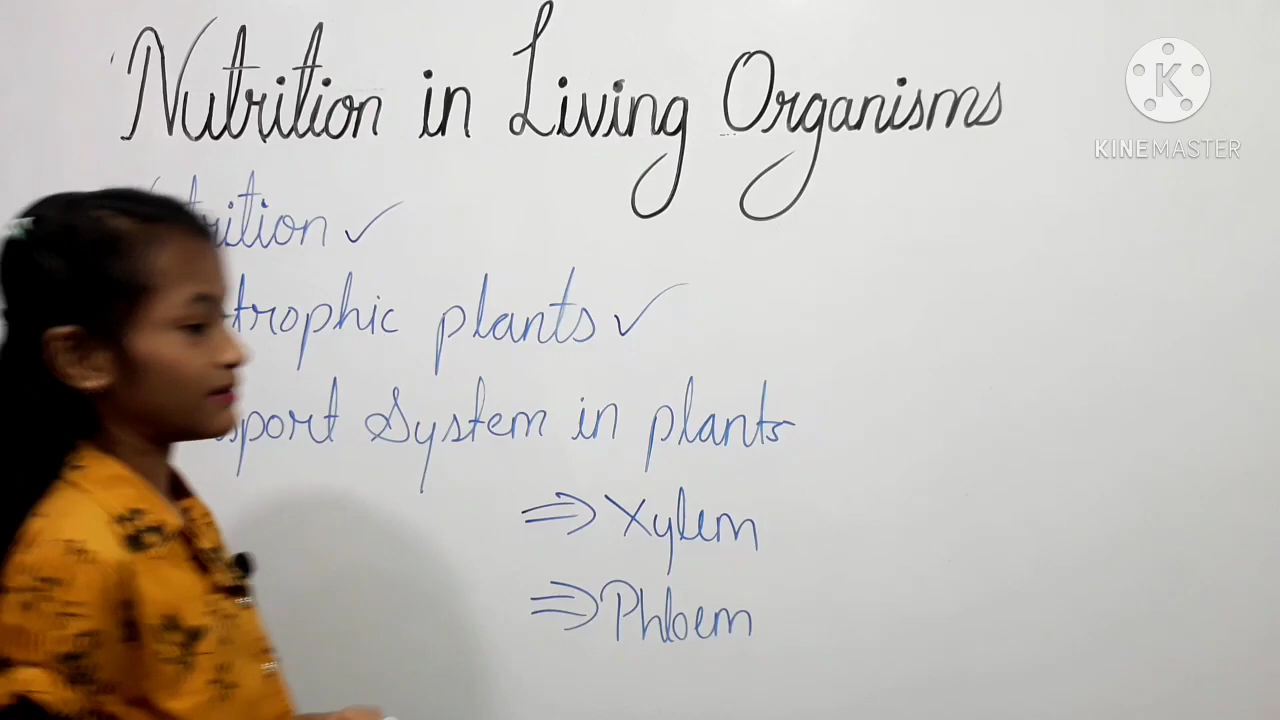 Nutrition in Living Organisms
K
KINEMASTER
trition ✓
trophic plants ✓
sport System in plants
⇒ Xylem
⇒ Phloem